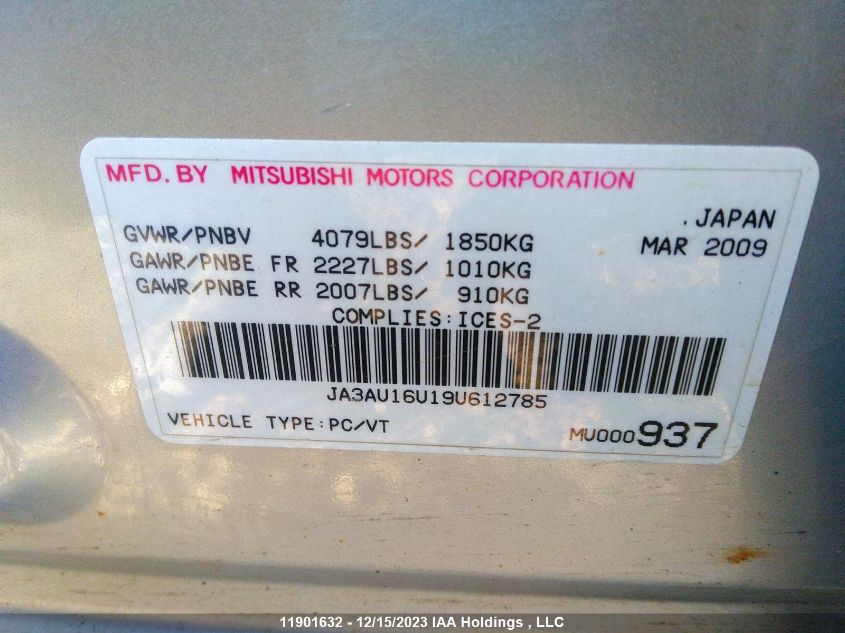 MFD. BY MITSUBISHI MOTORS CORPORATION
.JAPAN
GVWR/PNBV 4079LBS/ 1850KG MAR 2009
GAWR/PNBE FR 2227LBS/ 1010KG
GAWR/PNBE RR 2007LBS/ 910KG
COMPLIES:ICES-2
JA3AU16U19U612785
VEHICLE TYPE:PC/VT MU000937
11901632 - 12/15/2023 IAA Holdings , LLC